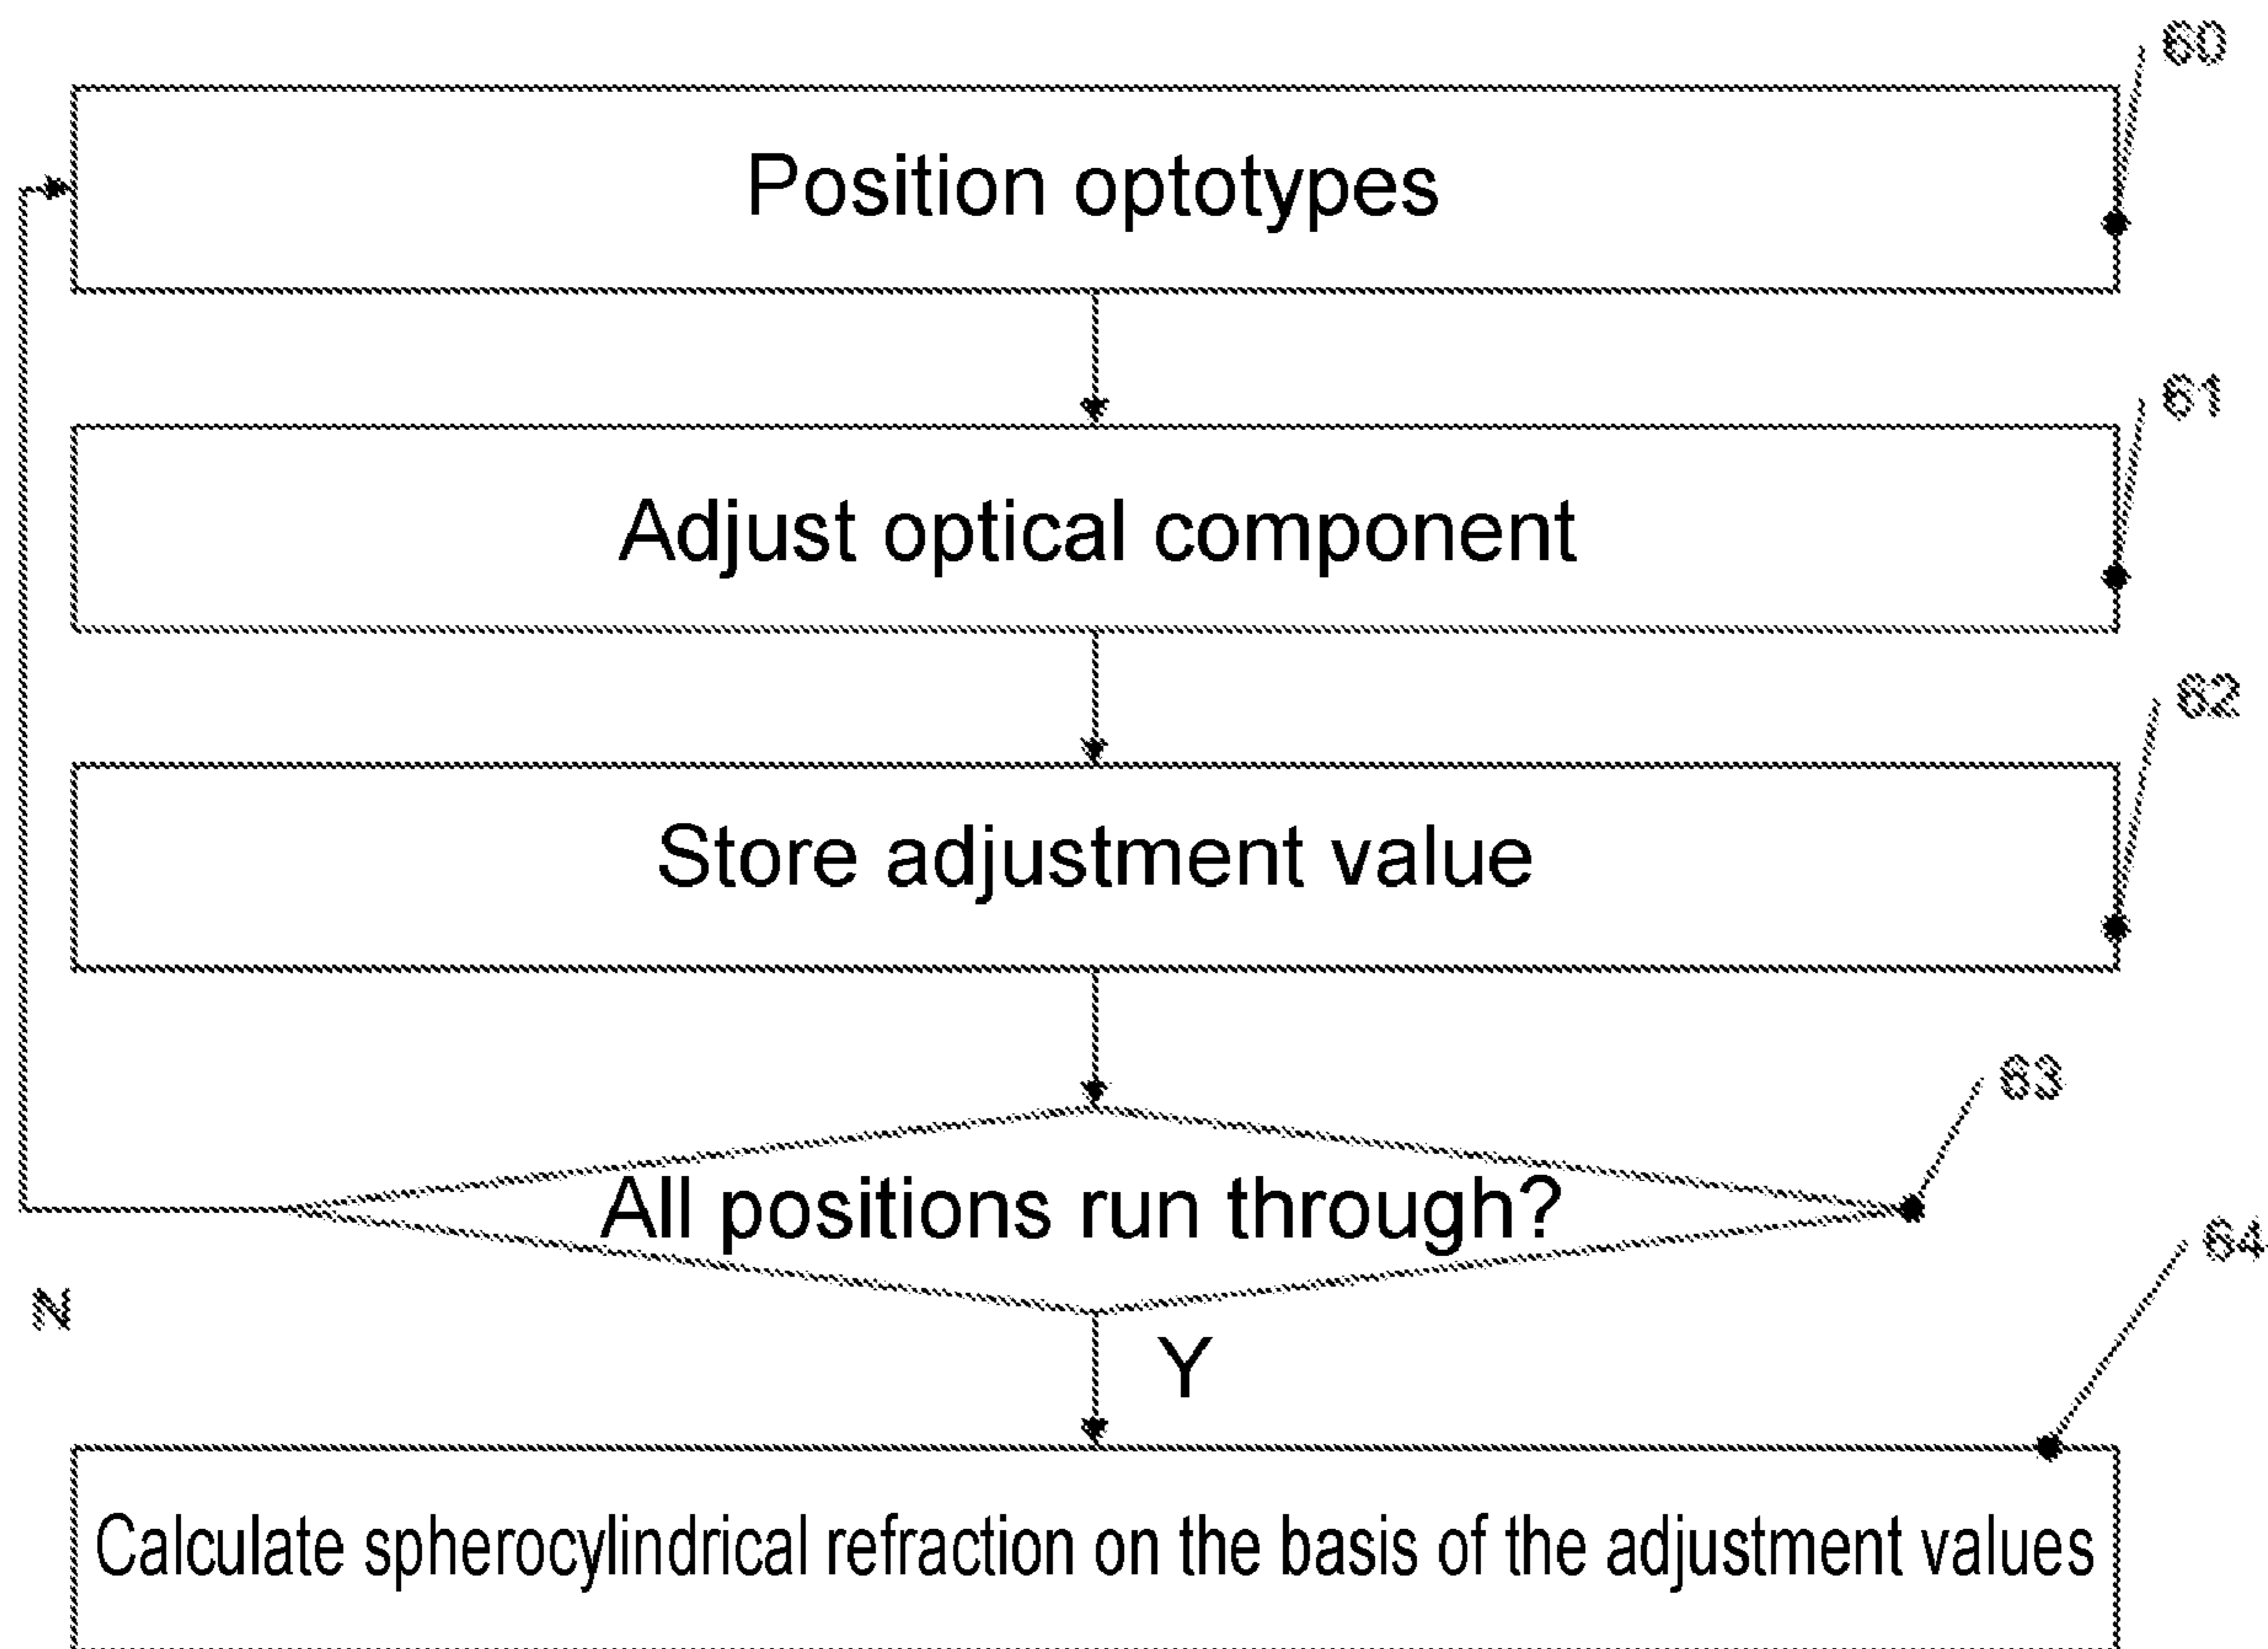 60
Position optotypes
61
Adjust optical component
62
Store adjustment value
63
All positions run through?
64
N
Y
Calculate spherocylindrical refraction on the basis of the adjustment values